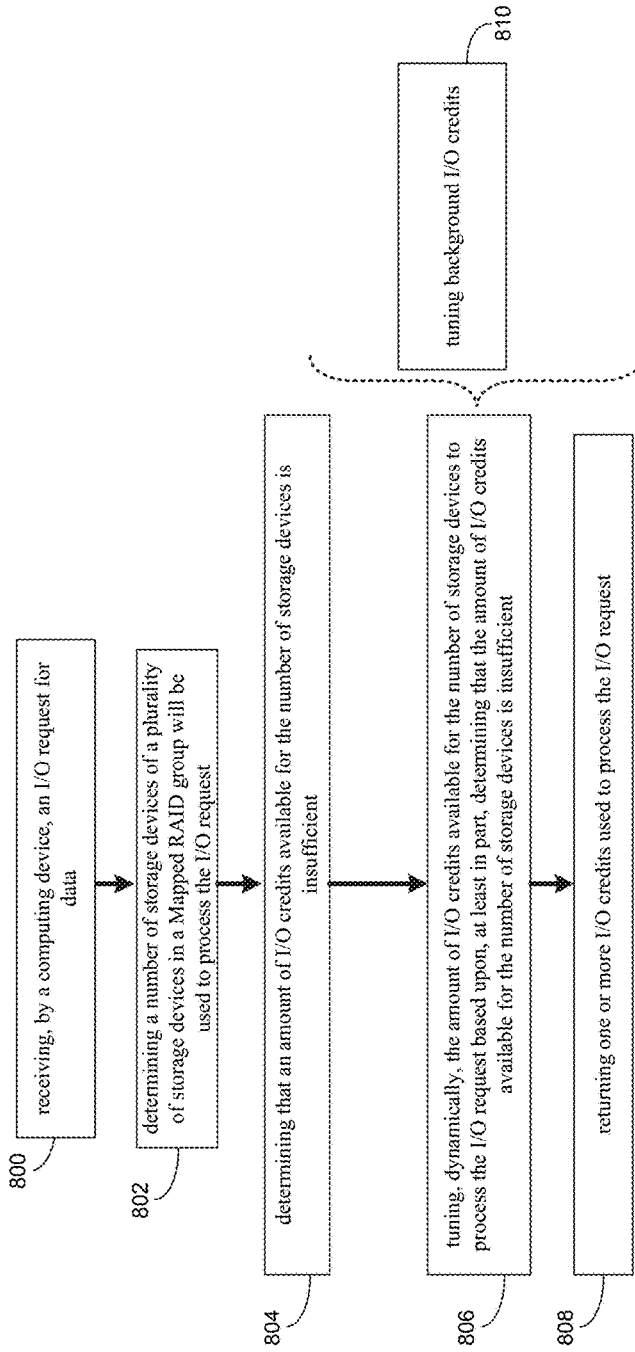 800
receiving, by a computing device, an I/O request for
data
802
determining a number of storage devices of a plurality
of storage devices in a Mapped RAID group will be
used to process the I/O request
804
determining that an amount of I/O credits available for the number of storage devices is
insufficient
806
tuning, dynamically, the amount of I/O credits available for the number of storage devices to
process the I/O request based upon, at least in part, determining that the amount of I/O credits
available for the number of storage devices is insufficient
808
returning one or more I/O credits used to process the I/O request
810
tuning background I/O credits